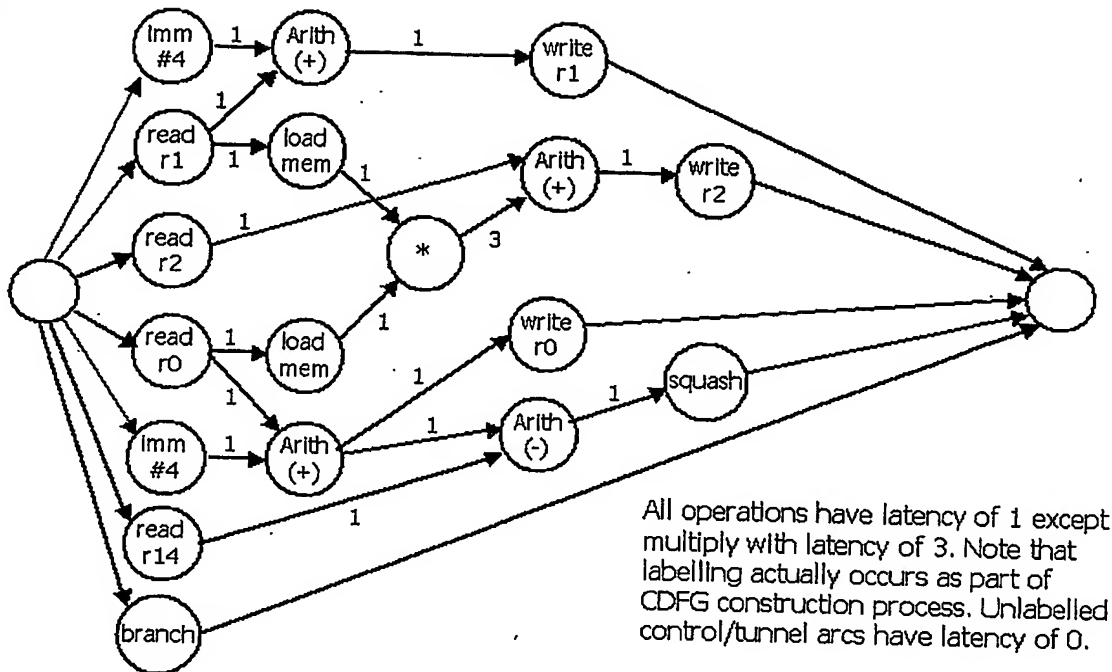 Imm
#4
1
Arith
(+)
1
write
r1
1
read
r1
1
load
mem
1
Arith
(+)
1
write
r2
read
r2
1
*
3
read
r0
1
load
mem
1
write
r0
1
1
squash
Imm
#4
1
Arith
(+)
1
Arith
(-)
1
read
r14
1
branch
All operations have latency of 1 except
multiply with latency of 3. Note that
labelling actually occurs as part of
CDFG construction process. Unlabelled
control/tunnel arcs have latency of 0.